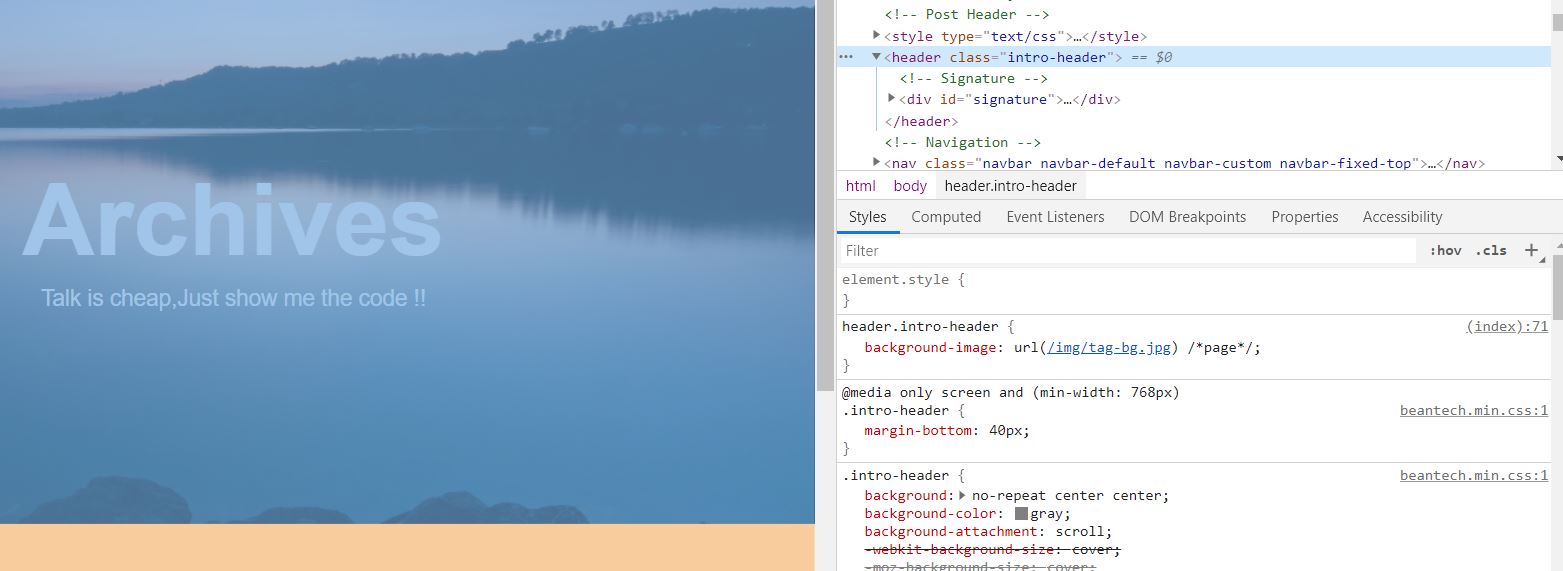 Archives
Talk is cheap,Just show me the code !!
<!-- Post Header -->
<style type="text/css">…</style>
<header class="intro-header"> == $0
<!-- Signature -->
<div id="signature">…</div>
</header>
<!-- Navigation -->
<nav class="navbar navbar-default navbar-custom navbar-fixed-top">…</nav>
html body header.intro-header
Styles Computed Event Listeners DOM Breakpoints Properties Accessibility
Filter :hov .cls +
element.style {
}
header.intro-header { (index):71
background-image: url(/img/tag-bg.jpg) /*page*/;
}
@media only screen and (min-width: 768px)
.intro-header { beantech.min.css:1
margin-bottom: 40px;
}
.intro-header { beantech.min.css:1
background: no-repeat center center;
background-color: gray;
background-attachment: scroll;
-webkit-background-size: cover;
-moz-background-size: cover;